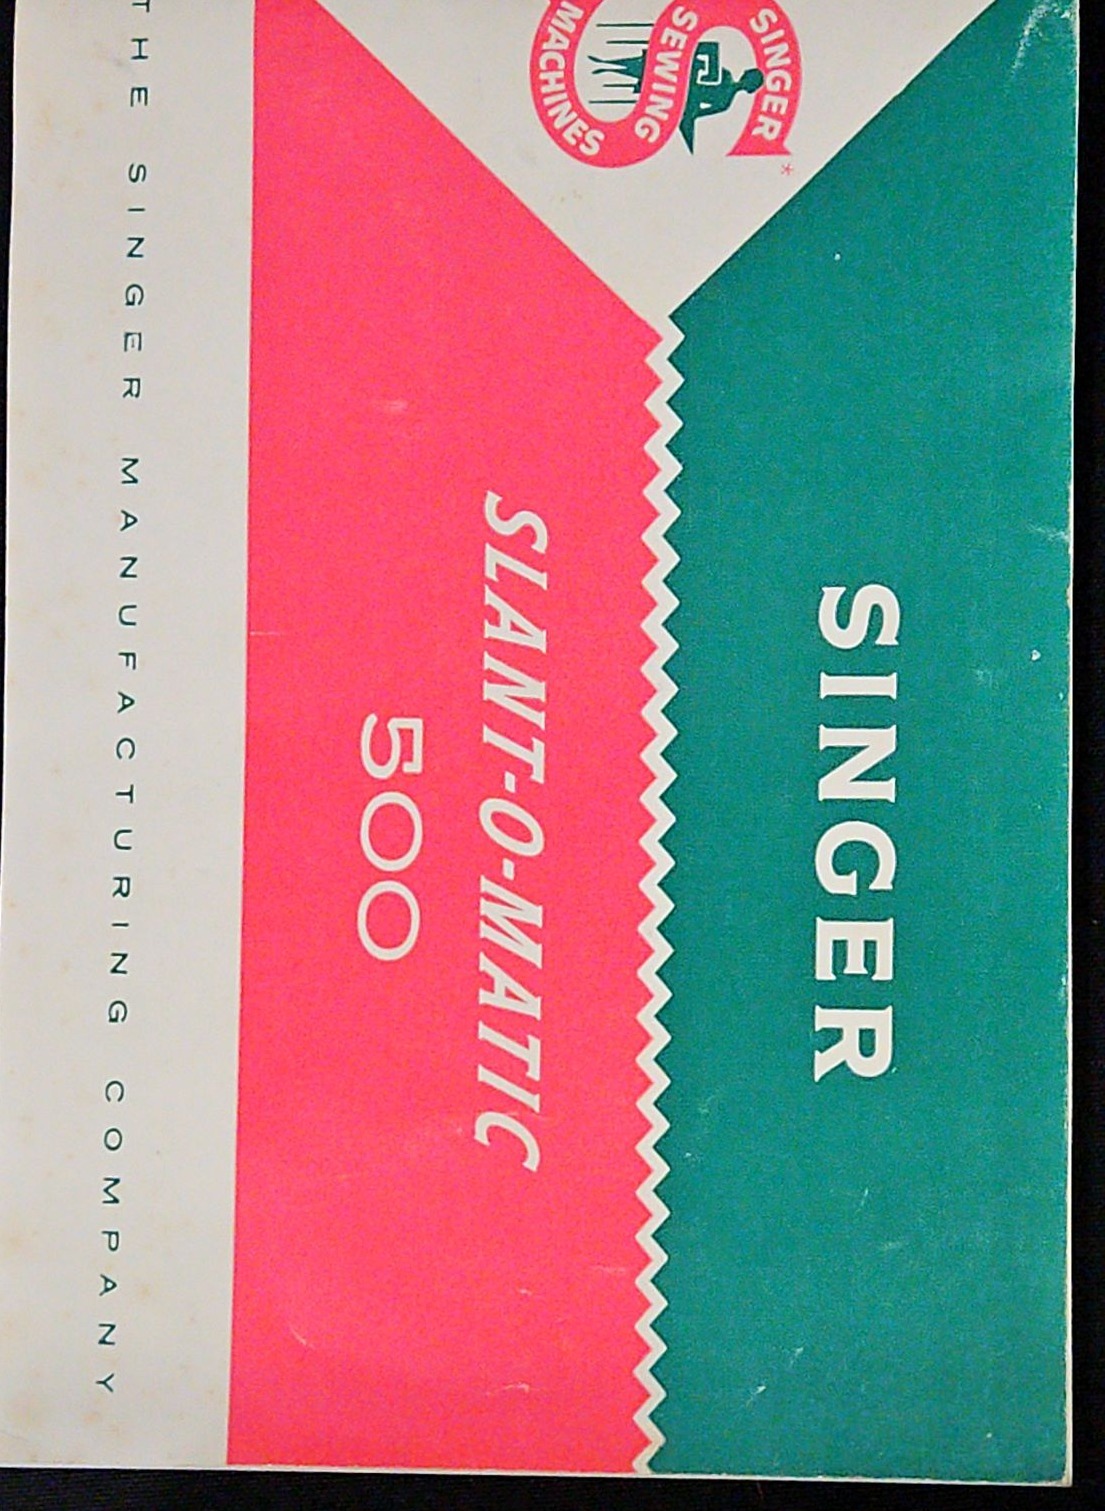 SINGER
SEWING
MACHINES
*
SINGER
SLANT-O-MATIC
500
THE SINGER MANUFACTURING COMPANY